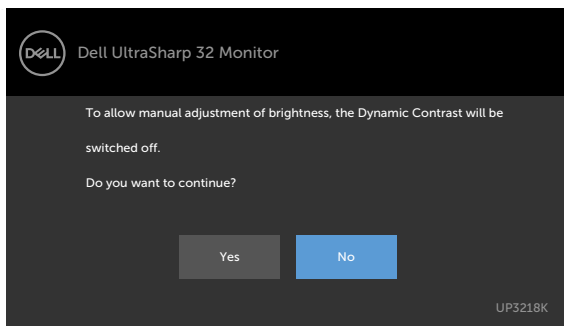 DELL
Dell UltraSharp 32 Monitor
To allow manual adjustment of brightness, the Dynamic Contrast will be
switched off.
Do you want to continue?
Yes
No
UP3218K